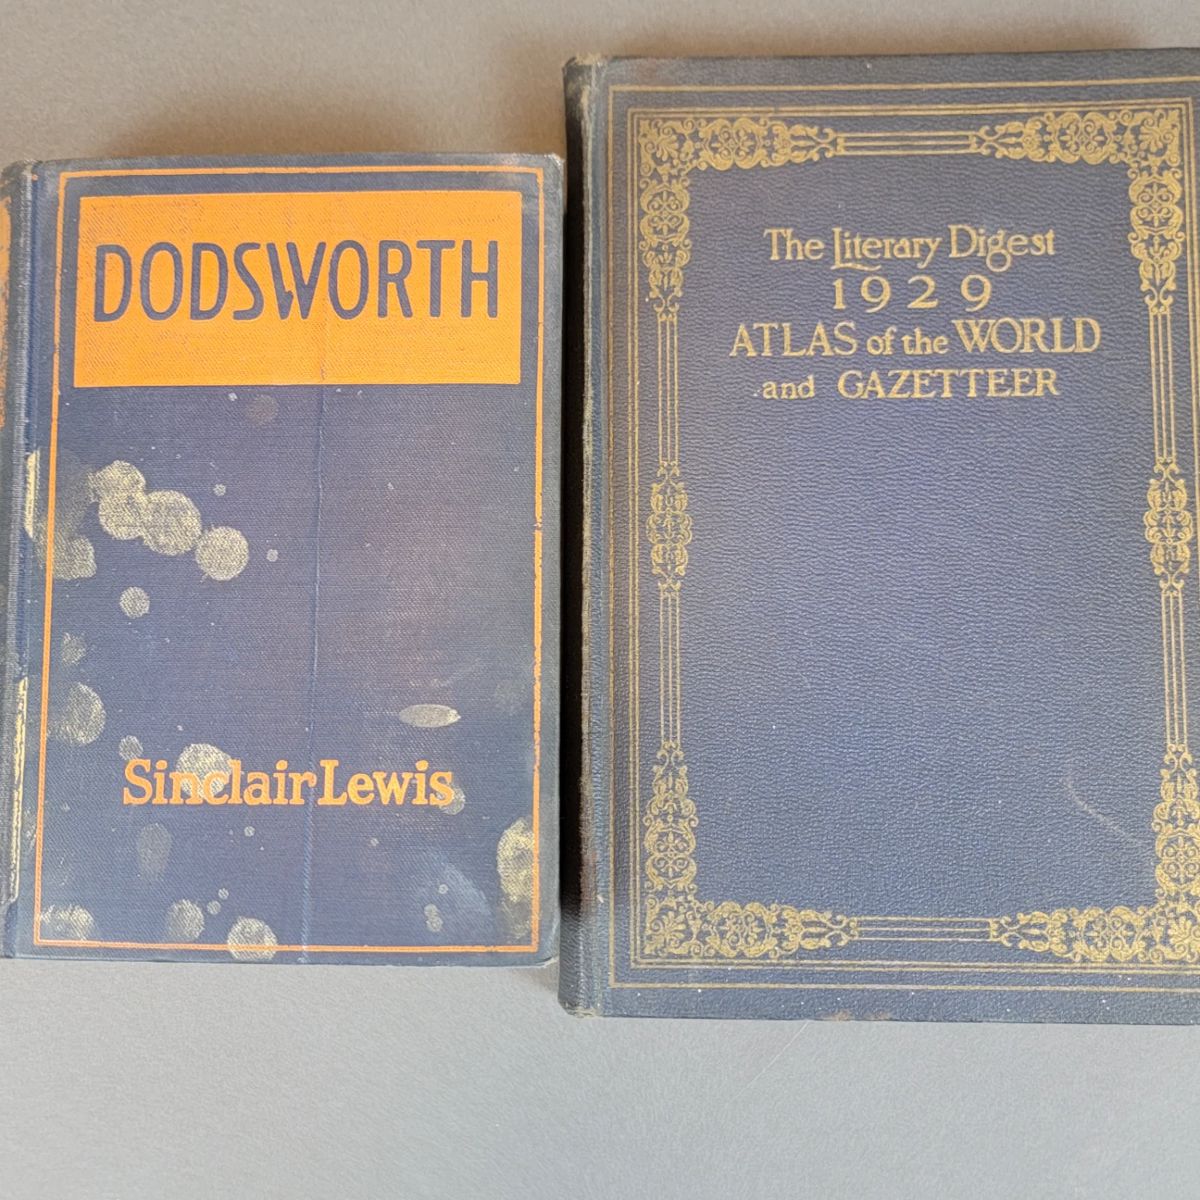 DODSWORTH
Sinclair Lewis
The Literary Digest
1929
ATLAS of the WORLD
and GAZETTEER